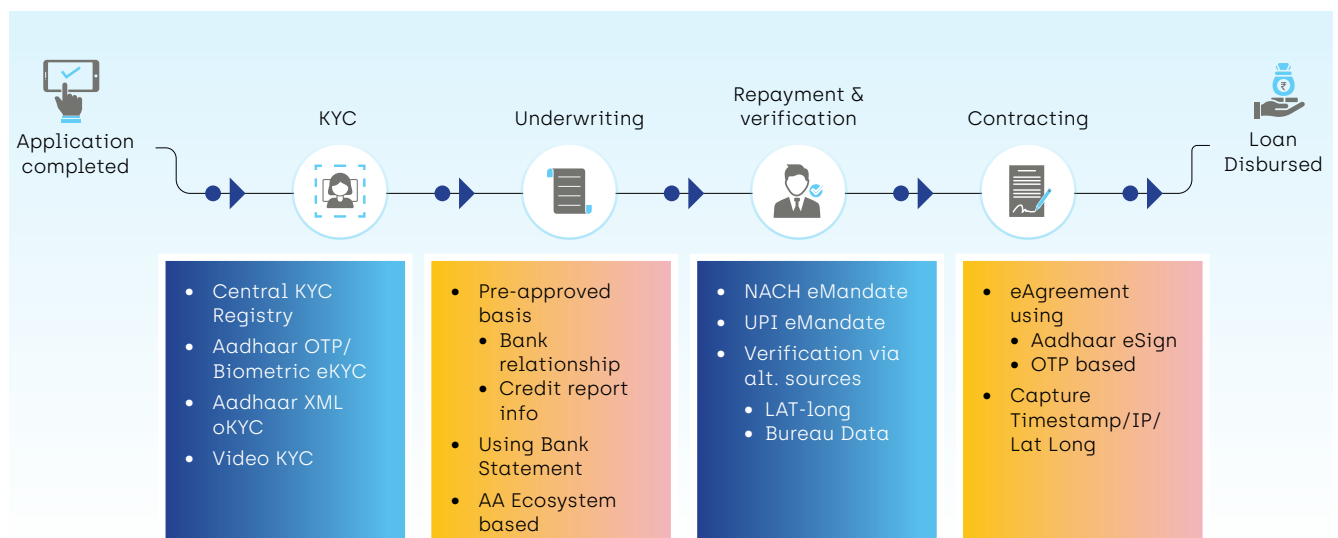 Application
completed
KYC
Underwriting
Repayment &
verification
Contracting
₹
Loan
Disbursed
• Central KYC
Registry
• Aadhaar OTP/
Biometric eKYC
• Aadhaar XML
oKYC
• Video KYC
• Pre-approved
basis
• Bank
relationship
• Credit report
info
• Using Bank
Statement
• AA Ecosystem
based
• NACH eMandate
• UPI eMandate
• Verification via
alt. sources
• LAT-long
• Bureau Data
• eAgreement
using
• Aadhaar eSign
• OTP based
• Capture
Timestamp/IP/
Lat Long